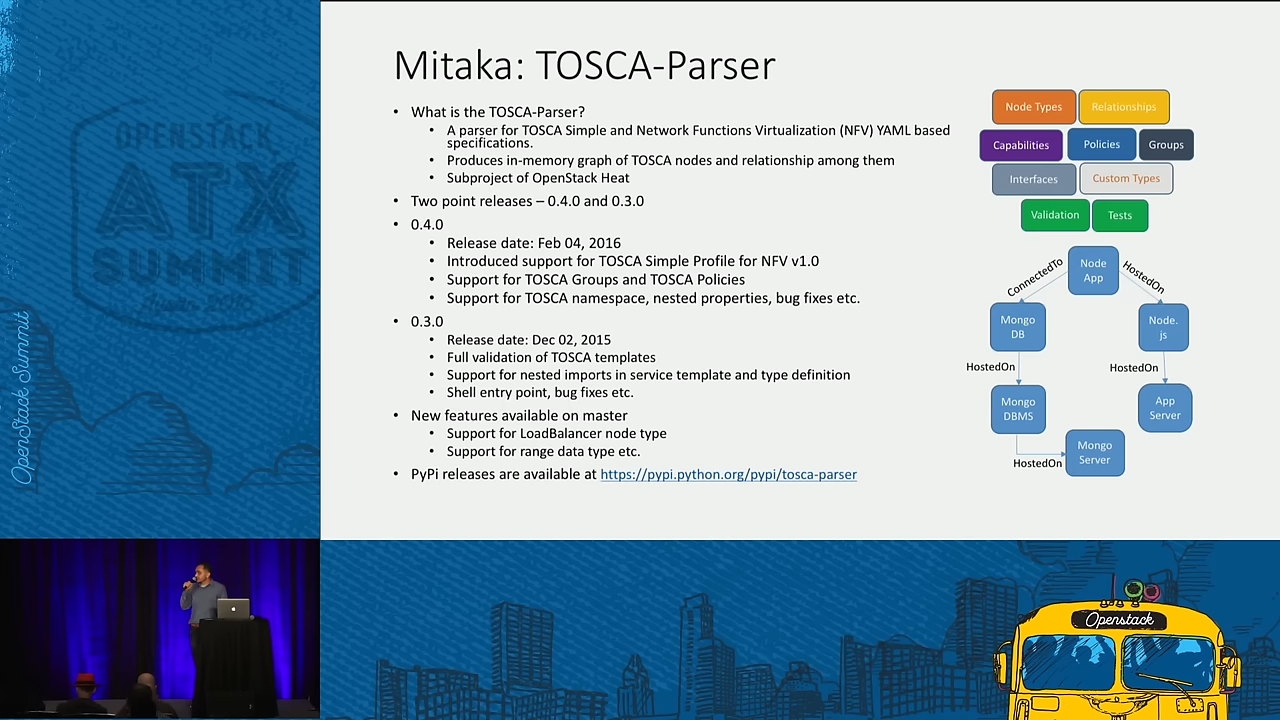 OPENSTACK
ATX
SUMMIT
OpenStack Summit
Mitaka: TOSCA-Parser
• What is the TOSCA-Parser?
• A parser for TOSCA Simple and Network Functions Virtualization (NFV) YAML based
specifications.
• Produces in-memory graph of TOSCA nodes and relationship among them
• Subproject of OpenStack Heat
• Two point releases – 0.4.0 and 0.3.0
• 0.4.0
• Release date: Feb 04, 2016
• Introduced support for TOSCA Simple Profile for NFV v1.0
• Support for TOSCA Groups and TOSCA Policies
• Support for TOSCA namespace, nested properties, bug fixes etc.
• 0.3.0
• Release date: Dec 02, 2015
• Full validation of TOSCA templates
• Support for nested imports in service template and type definition
• Shell entry point, bug fixes etc.
• New features available on master
• Support for LoadBalancer node type
• Support for range data type etc.
• PyPi releases are available at https://pypi.python.org/pypi/tosca-parser
Node Types
Relationships
Capabilities
Policies
Groups
Interfaces
Custom Types
Validation
Tests
Node
App
ConnectedTo
HostedOn
Mongo
DB
Node.
js
HostedOn
HostedOn
Mongo
DBMS
App
Server
HostedOn
Mongo
Server
Openstack